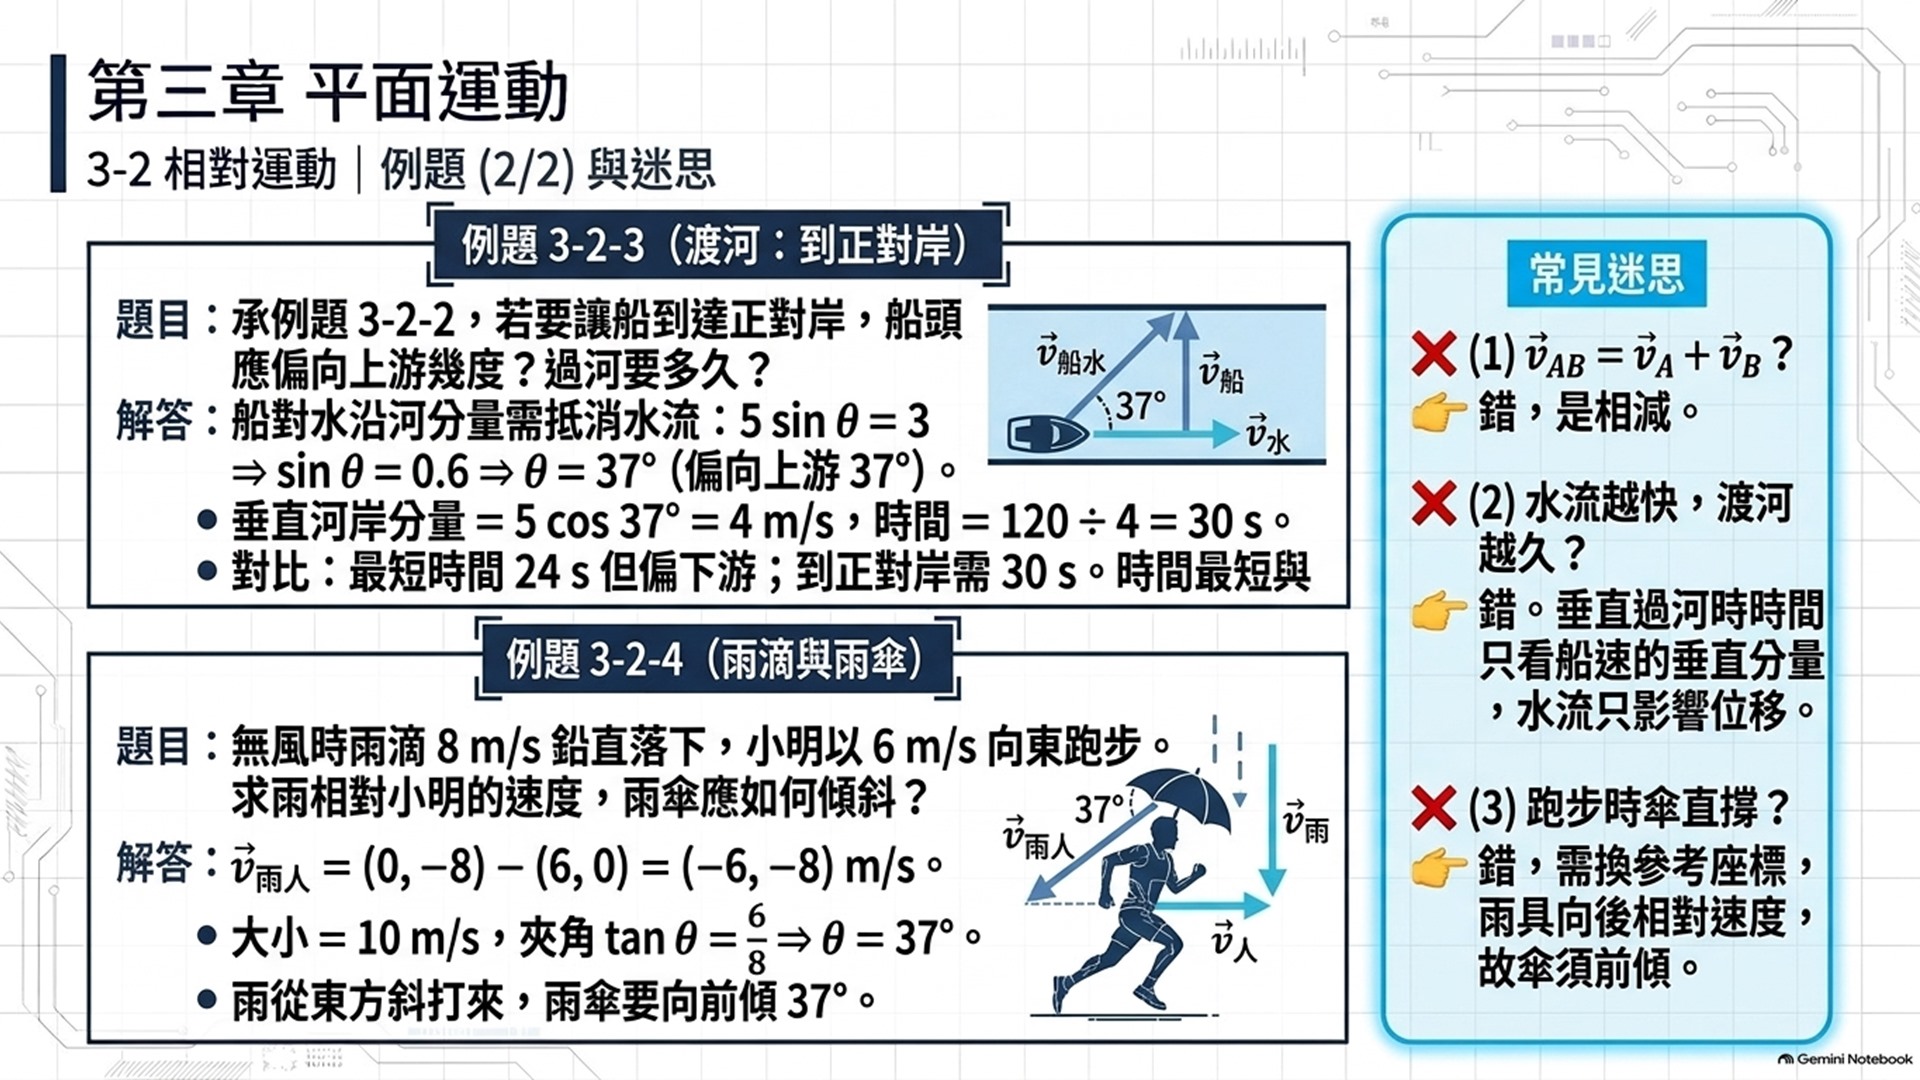 第三章 平面運動
3-2 相對運動｜例題 (2/2) 與迷思
例題 3-2-3（渡河：到正對岸）
題目：承例題 3-2-2，若要讓船到達正對岸，船頭
應偏向上游幾度？過河要多久？
解答：船對水沿河分量需抵消水流：5 sin θ = 3
⇒ sin θ = 0.6 ⇒ θ = 37° (偏向上游 37°)。
• 垂直河岸分量 = 5 cos 37° = 4 m/s，時間 = 120 ÷ 4 = 30 s。
• 對比：最短時間 24 s 但偏下游；到正對岸需 30 s。時間最短與
v⃗船水
v⃗船
37°
v⃗水
例題 3-2-4（雨滴與雨傘）
題目：無風時雨滴 8 m/s 鉛直落下，小明以 6 m/s 向東跑步。
求雨相對小明的速度，雨傘應如何傾斜？
解答：v⃗雨人 = (0, −8) − (6, 0) = (−6, −8) m/s。
• 大小 = 10 m/s，夾角 tan θ = 6/8 ⇒ θ = 37°。
• 雨從東方斜打來，雨傘要向前傾 37°。
37°
v⃗雨人
v⃗雨
v⃗人
常見迷思
❌ (1) v⃗AB = v⃗A + v⃗B？
👉 錯，是相減。
❌ (2) 水流越快，渡河
越久？
👉 錯。垂直過河時時間
只看船速的垂直分量
，水流只影響位移。
❌ (3) 跑步時傘直撐？
👉 錯，需換參考座標，
雨具向後相對速度，
故傘須前傾。
Gemini Notebook